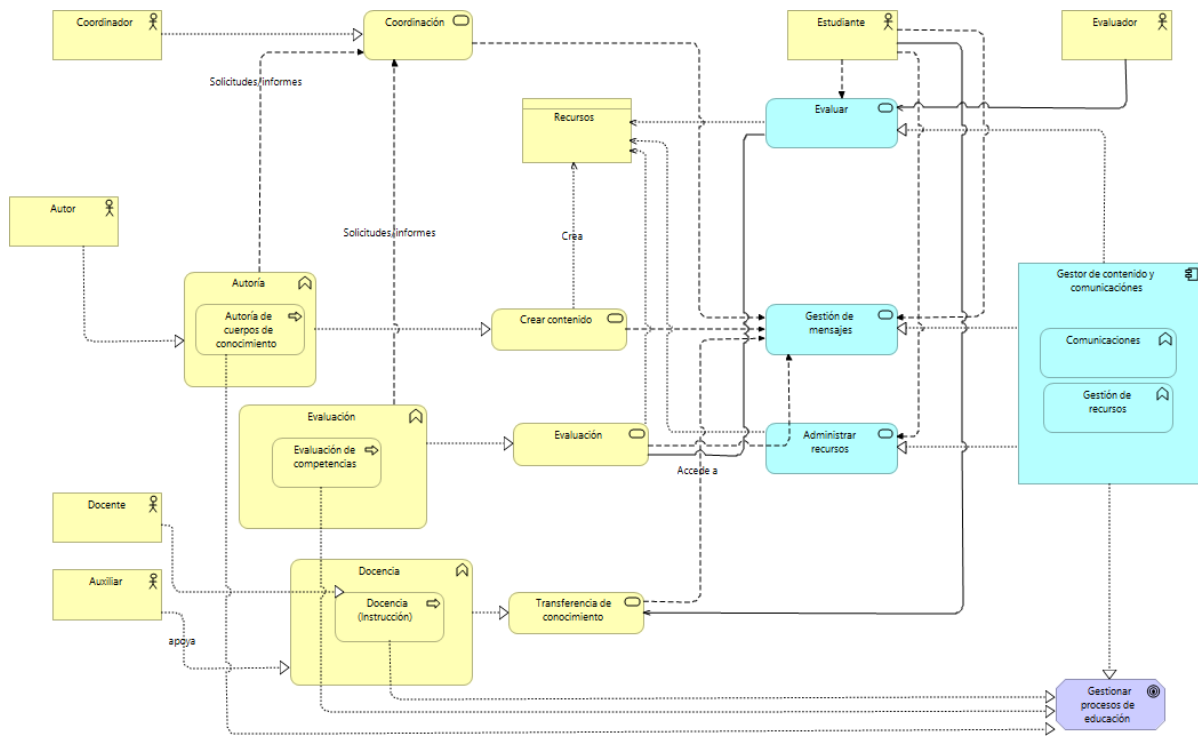 Coordinador
Coordinación
Estudiante
Evaluador
Solicitudes/informes
Recursos
Evaluar
Autor
Solicitudes/informes
Crea
Autoría
Autoría de
cuerpos de
conocimiento
Crear contenido
Gestión de
mensajes
Gestor de contenido y
comunicaciónes
Comunicaciones
Gestión de
recursos
Evaluación
Evaluación de
competencias
Evaluación
Administrar
recursos
Accede a
Docente
Auxiliar
apoya
Docencia
Docencia
(Instrucción)
Transferencia de
conocimiento
Gestionar
procesos de
educación